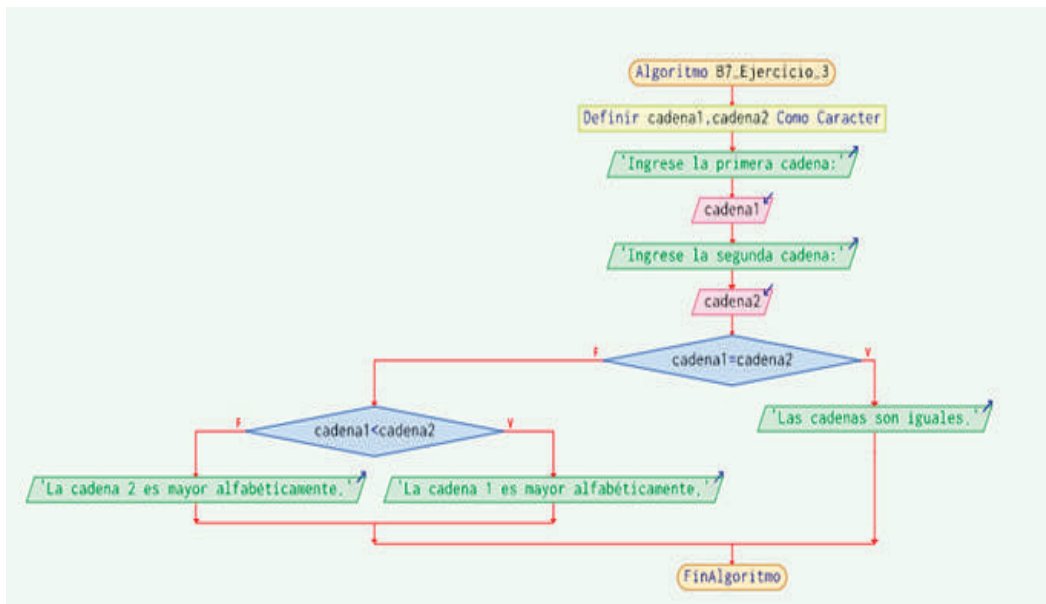 Algoritmo B7_Ejercicio_3
Definir cadena1,cadena2 Como Caracter
'Ingrese la primera cadena:'
cadena1
'Ingrese la segunda cadena:'
cadena2
F
cadena1=cadena2
V
'Las cadenas son iguales.'
F
cadena1<cadena2
V
'La cadena 2 es mayor alfabéticamente.'
'La cadena 1 es mayor alfabéticamente.'
FinAlgoritmo